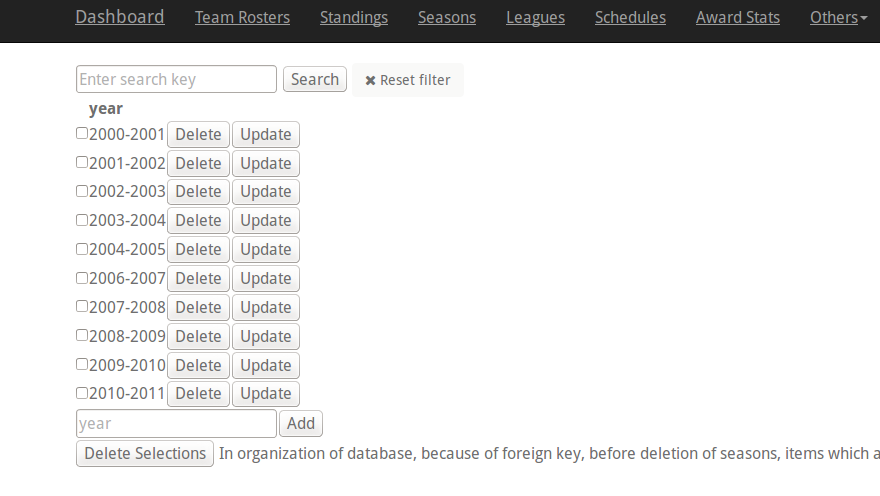 Dashboard Team Rosters Standings Seasons Leagues Schedules Award Stats Others
Enter search key Search ✖ Reset filter
year
2000-2001 Delete Update
2001-2002 Delete Update
2002-2003 Delete Update
2003-2004 Delete Update
2004-2005 Delete Update
2006-2007 Delete Update
2007-2008 Delete Update
2008-2009 Delete Update
2009-2010 Delete Update
2010-2011 Delete Update
year Add
Delete Selections In organization of database, because of foreign key, before deletion of seasons, items which a